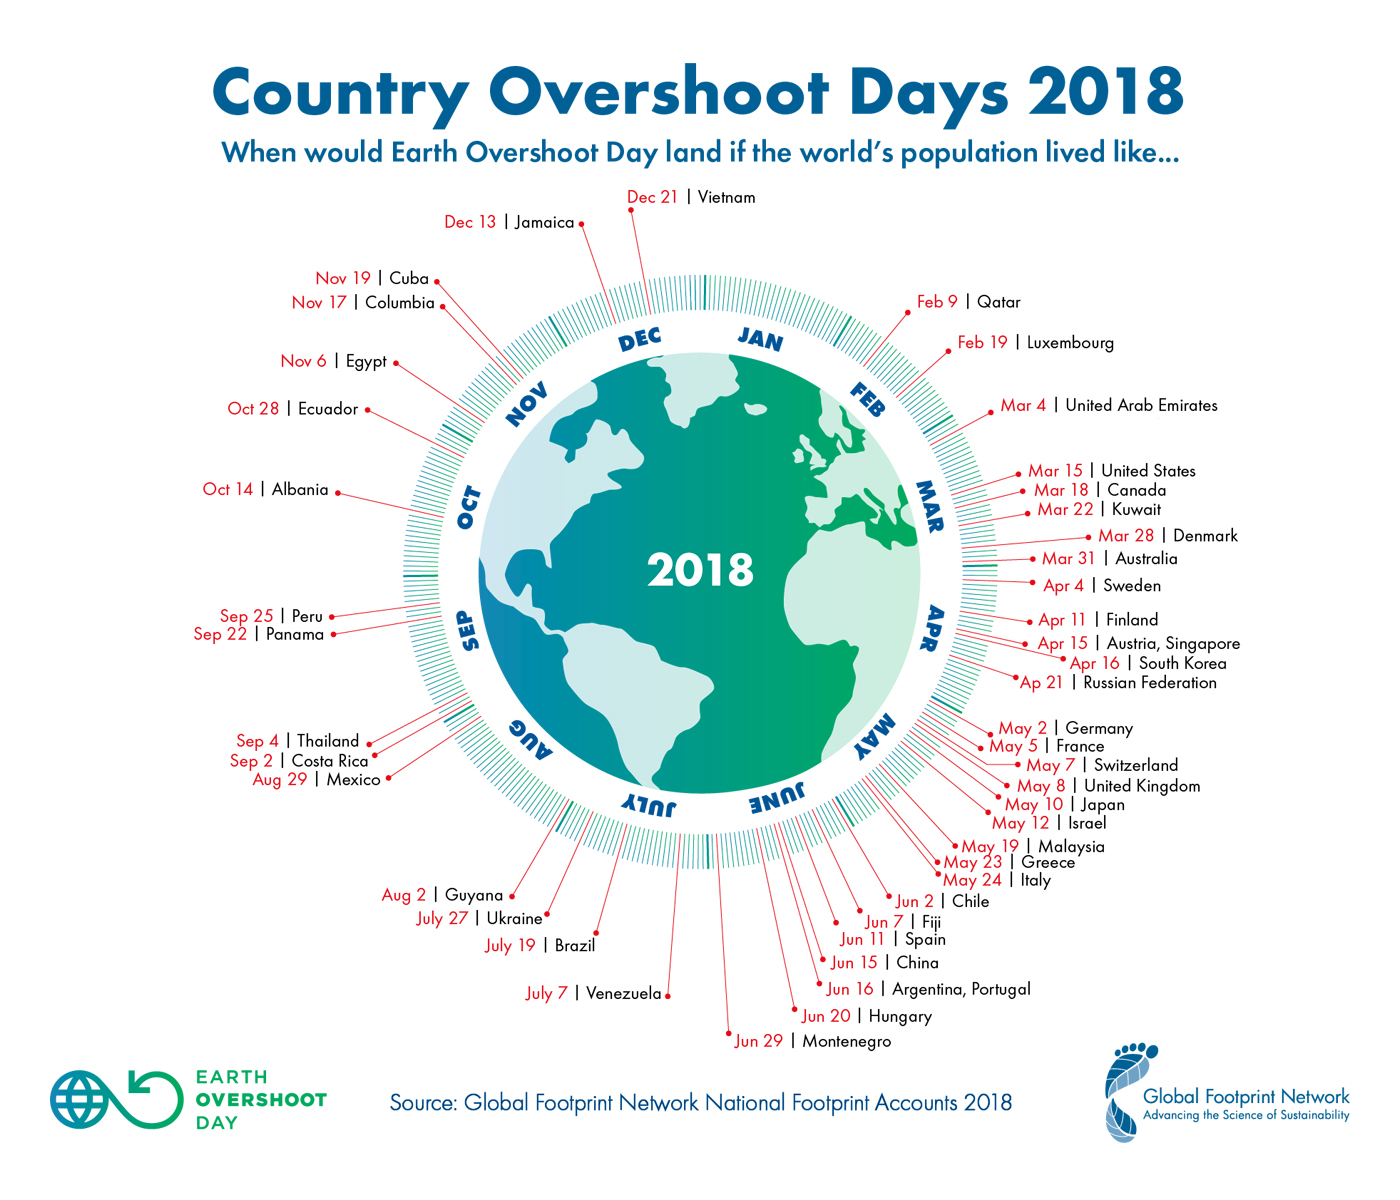 Country Overshoot Days 2018
When would Earth Overshoot Day land if the world's population lived like...
Dec 21 | Vietnam
Dec 13 | Jamaica
Nov 19 | Cuba
Nov 17 | Columbia
Nov 6 | Egypt
Oct 28 | Ecuador
Oct 14 | Albania
Sep 25 | Peru
Sep 22 | Panama
Sep 4 | Thailand
Sep 2 | Costa Rica
Aug 29 | Mexico
Aug 2 | Guyana
July 27 | Ukraine
July 19 | Brazil
July 7 | Venezuela
Feb 9 | Qatar
Feb 19 | Luxembourg
Mar 4 | United Arab Emirates
Mar 15 | United States
Mar 18 | Canada
Mar 22 | Kuwait
Mar 28 | Denmark
Mar 31 | Australia
Apr 4 | Sweden
Apr 11 | Finland
Apr 15 | Austria, Singapore
Apr 16 | South Korea
Ap 21 | Russian Federation
May 2 | Germany
May 5 | France
May 7 | Switzerland
May 8 | United Kingdom
May 10 | Japan
May 12 | Israel
May 19 | Malaysia
May 23 | Greece
May 24 | Italy
Jun 2 | Chile
Jun 7 | Fiji
Jun 11 | Spain
Jun 15 | China
Jun 16 | Argentina, Portugal
Jun 20 | Hungary
Jun 29 | Montenegro
JAN
FEB
MAR
APR
MAY
JUNE
JULY
AUG
SEP
OCT
NOV
DEC
2018
EARTH
OVERSHOOT
DAY
Source: Global Footprint Network National Footprint Accounts 2018
Global Footprint Network
Advancing the Science of Sustainability